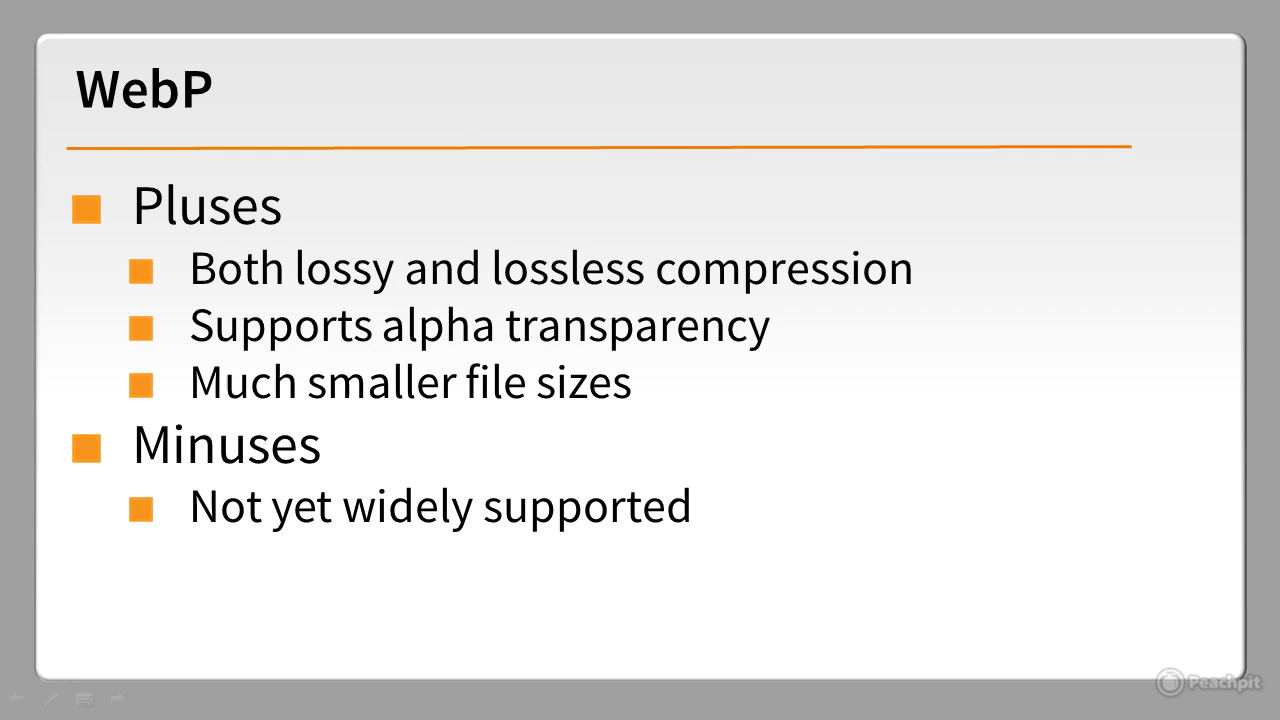 WebP
Pluses
Both lossy and lossless compression
Supports alpha transparency
Much smaller file sizes
Minuses
Not yet widely supported
Peachpit